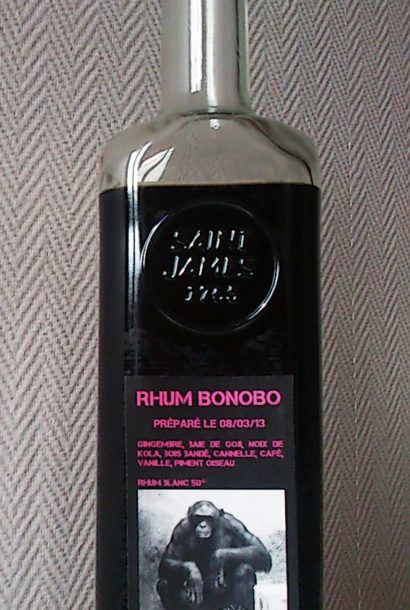 SAINT
JAMES
1765
RHUM BONOBO
PRÉPARÉ LE 08/03/13
GINGEMBRE, BAIE DE GOJI, NOIX DE
KOLA, BOIS BANDÉ, CANNELLE, CAFÉ,
VANILLE, PIMENT OISEAU
RHUM BLANC 50°